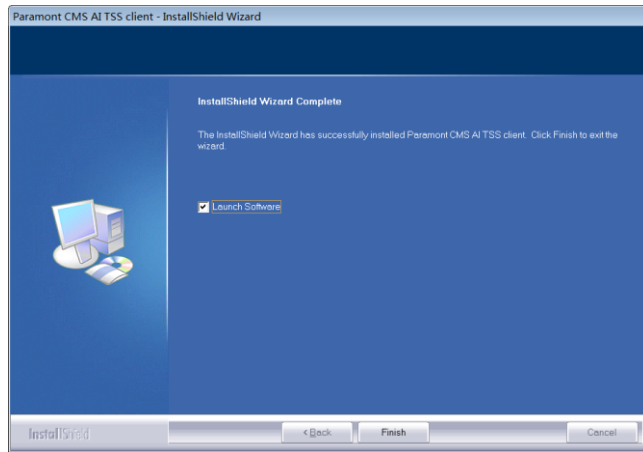 Paramont CMS AI TSS client - InstallShield Wizard
InstallShield Wizard Complete
The InstallShield Wizard has successfully installed Paramont CMS AI TSS client. Click Finish to exit the
wizard.
Launch Software
InstallShield
< Back
Finish
Cancel